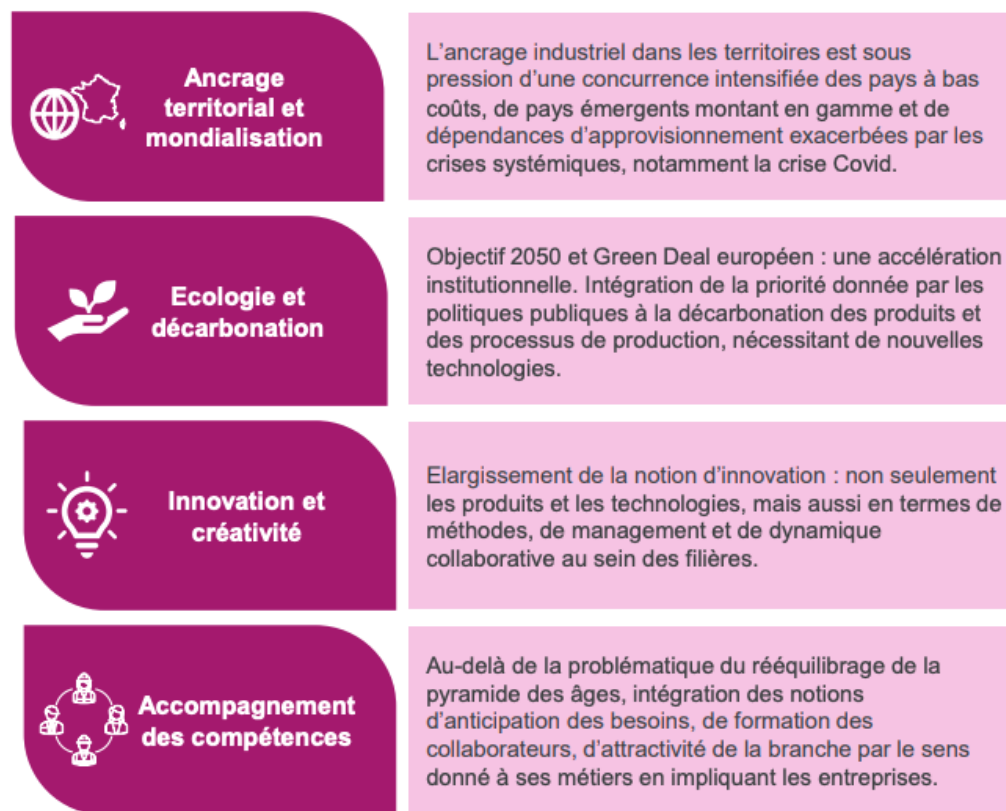 Ancrage
territorial et
mondialisation
L’ancrage industriel dans les territoires est sous
pression d’une concurrence intensifiée des pays à bas
coûts, de pays émergents montant en gamme et de
dépendances d’approvisionnement exacerbées par les
crises systémiques, notamment la crise Covid.
Ecologie et
décarbonation
Objectif 2050 et Green Deal européen : une accélération
institutionnelle. Intégration de la priorité donnée par les
politiques publiques à la décarbonation des produits et
des processus de production, nécessitant de nouvelles
technologies.
Innovation et
créativité
Elargissement de la notion d’innovation : non seulement
les produits et les technologies, mais aussi en termes de
méthodes, de management et de dynamique
collaborative au sein des filières.
Accompagnement
des compétences
Au-delà de la problématique du rééquilibrage de la
pyramide des âges, intégration des notions
d’anticipation des besoins, de formation des
collaborateurs, d’attractivité de la branche par le sens
donné à ses métiers en impliquant les entreprises.